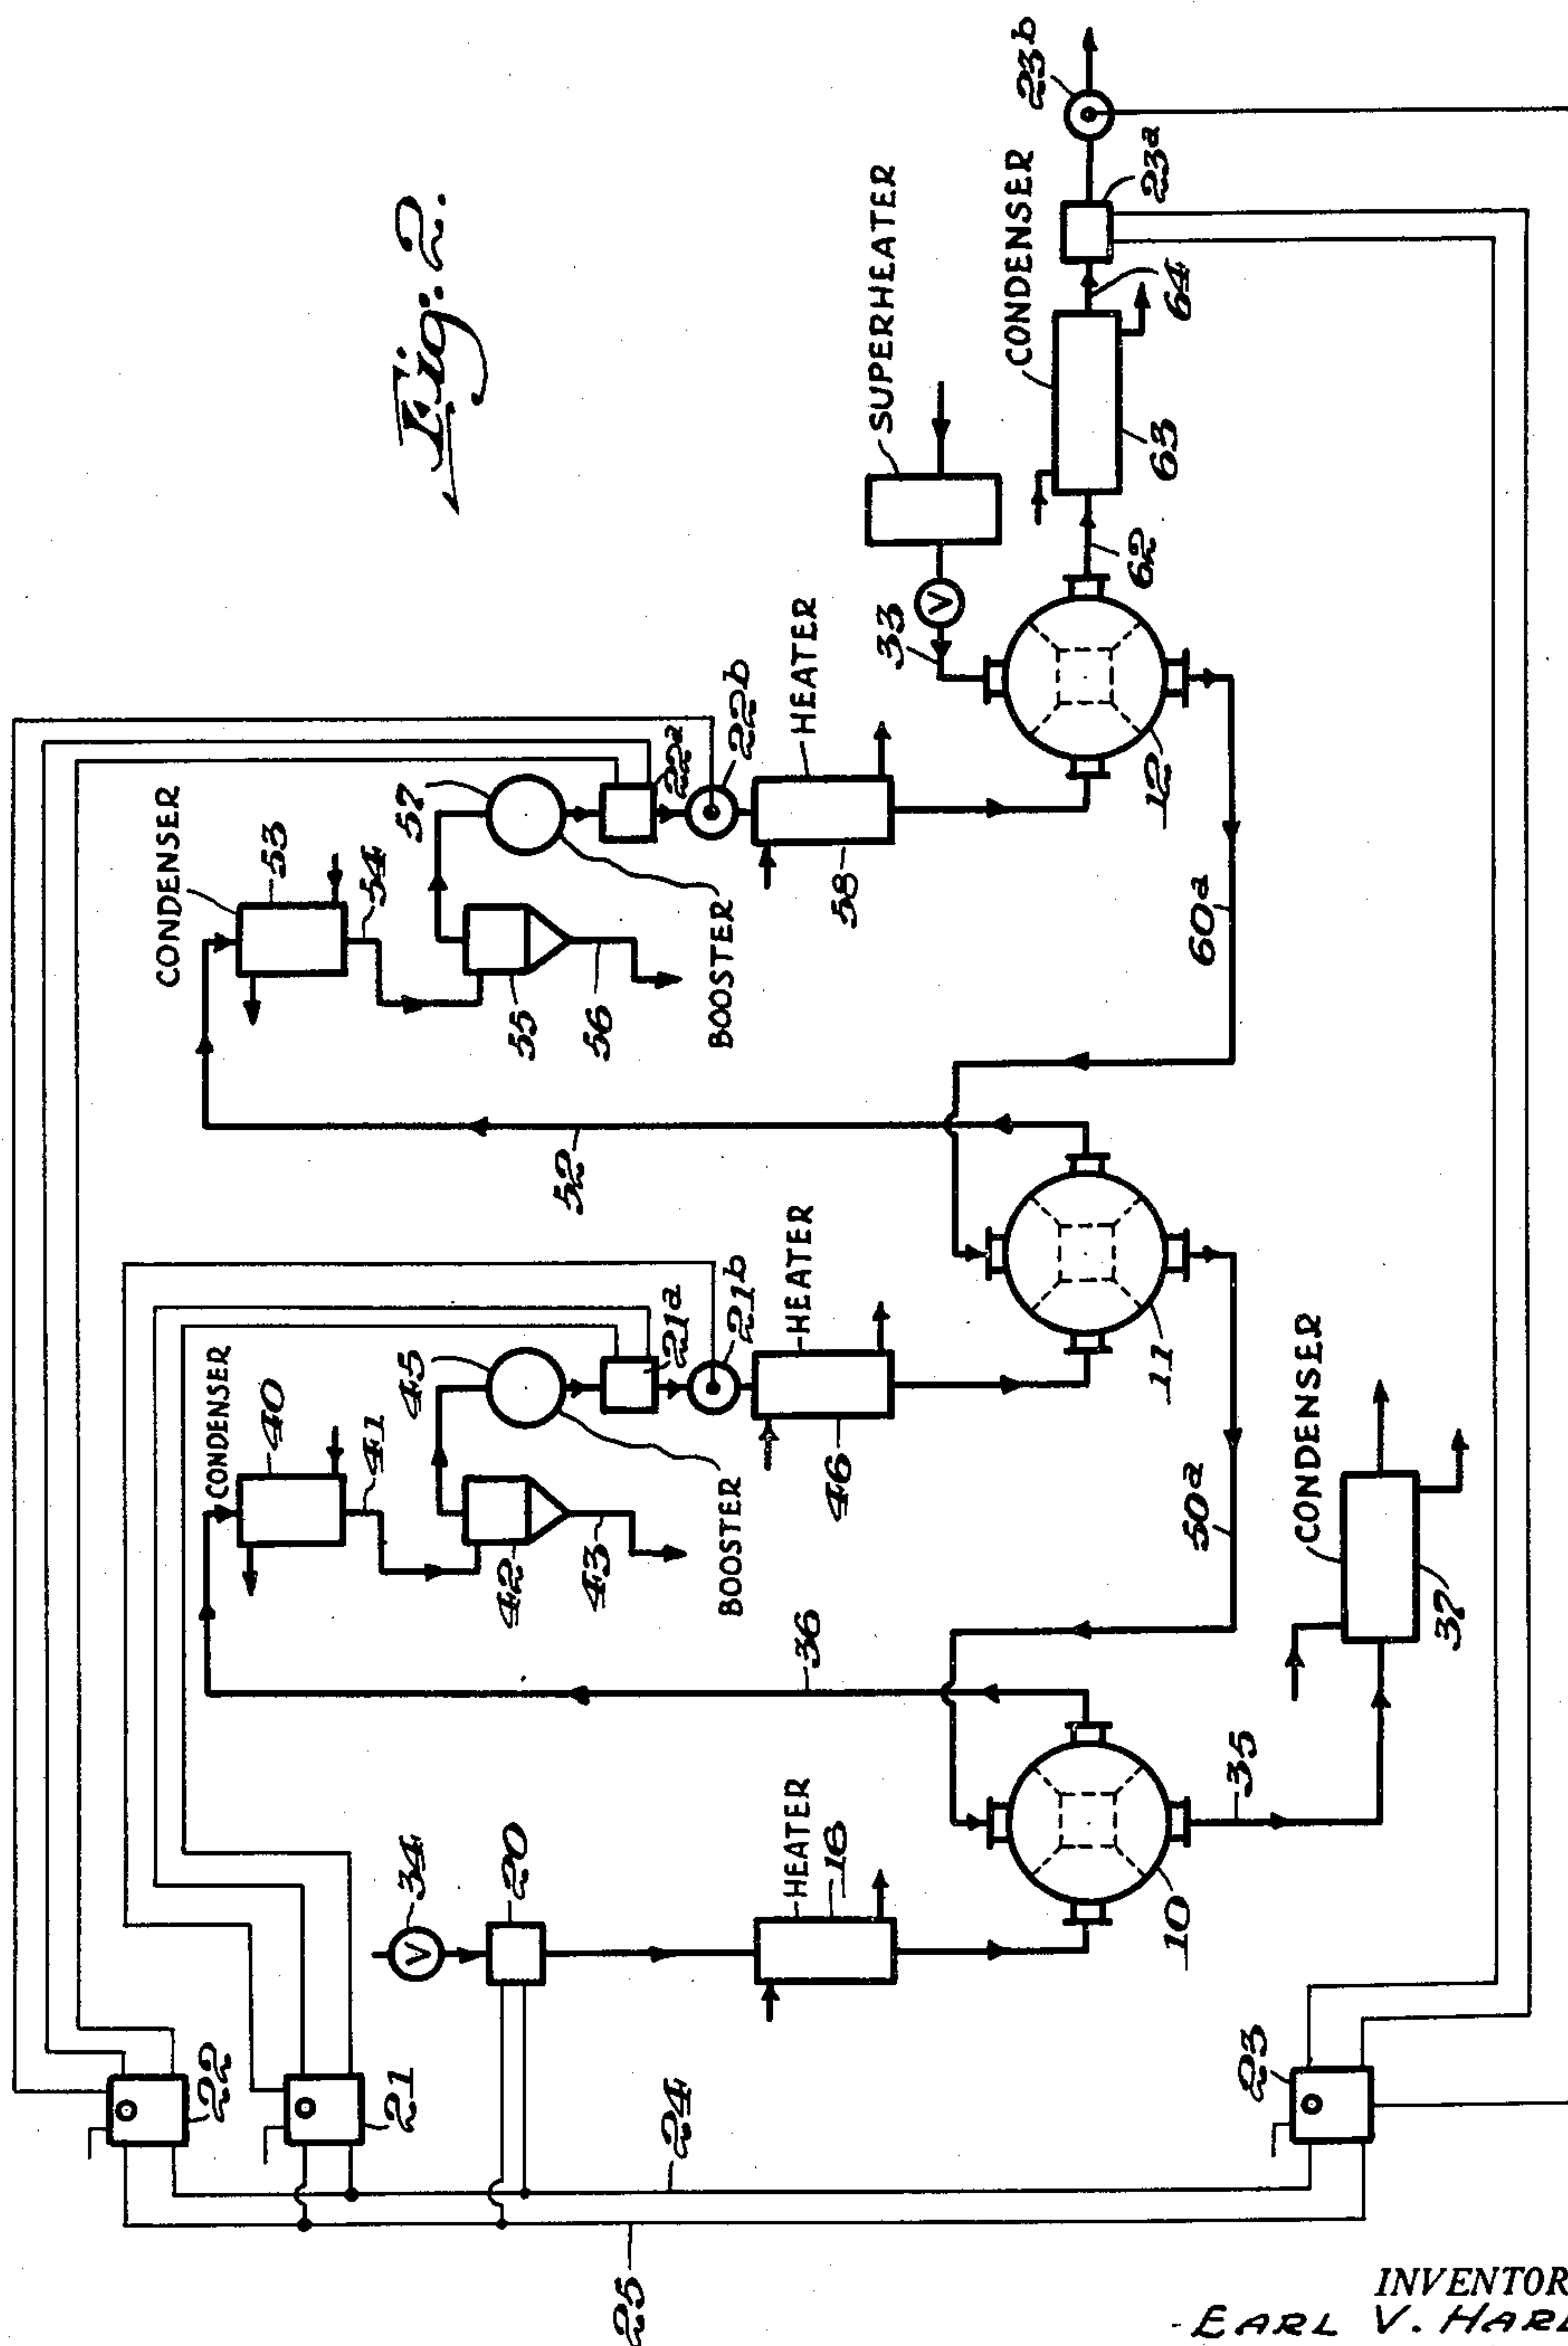 Fig. 2.
22
21
23
24
25
34
20
HEATER
16
10
35
36
CONDENSER
37
CONDENSER
40
41
42
43
45
BOOSTER
21a
21b
HEATER
46
11
50a
52
CONDENSER
53
54
55
56
57
BOOSTER
22a
22b
HEATER
58
12
60a
33
V
V
SUPERHEATER
62
CONDENSER
63
64
23a
23b
INVENTOR
EARL V. HARL